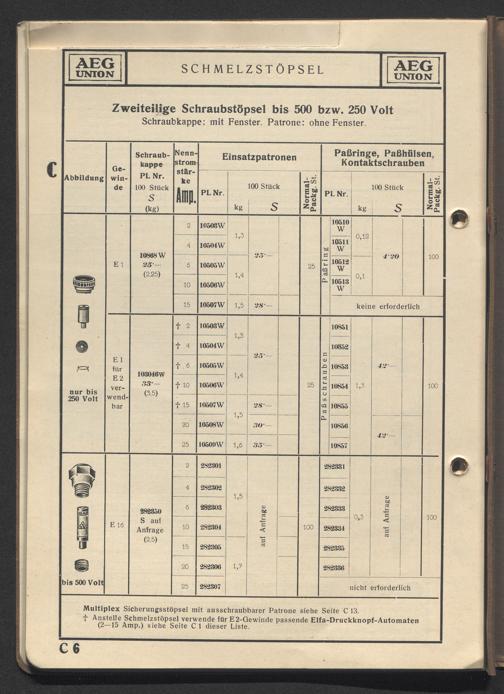 AEG UNION
SCHMELZSTÖPSEL
AEG UNION
Zweiteilige Schraubstöpsel bis 500 bzw. 250 Volt
Schraubkappe: mit Fenster. Patrone: ohne Fenster.
C
Abbildung | Gewinde | Schraubkappe PL Nr. 100 Stück S (kg) | Nennstromstärke Amp. | Einsatzpatronen | Paßringe, Paßhülsen, Kontaktschrauben
PL Nr. | 100 Stück kg S | Normal-Packg. St. | PL Nr. | 100 Stück kg S | Normal-Packg. St.
E 1 | 10868 W 25·— (2,25) | 2 | 10503W | 1,3 | 25·— | 25 | Paßring | 10510 W | 0,12 | 4·20 | 100
4 | 10504W | 10511 W
6 | 10505W | 1,4 | 10512 W | 0,1
10 | 10506W | 10513 W
15 | 10507W | 1,5 | 28·— | keine erforderlich
nur bis 250 Volt
E 1 für E 2 verwendbar | 103046W 33·— (3,5) | † 2 | 10503W | 1,3 | 25·— | 25 | Paßschrauben | 10851 | 1,3 | 42·— | 100
† 4 | 10504W | 10852
† 6 | 10505W | 1,4 | 10853
† 10 | 10506W | 10854
† 15 | 10507W | 1,5 | 28·— | 10855
20 | 10508W | 30·— | 10856
25 | 10509W | 1,6 | 35·— | 10857 | 42·—
bis 500 Volt
E 16 | 282350 S auf Anfrage (2,5) | 2 | 282301 | 1,5 | auf Anfrage | 100 | 282331 | 0,3 | auf Anfrage | 100
4 | 282302 | 282332
6 | 282303 | 282333
10 | 282304 | 282334
15 | 282305 | 282335
20 | 282306 | 1,7 | 282336
25 | 282307 | nicht erforderlich
Multiplex Sicherungsstöpsel mit ausschraubbarer Patrone siehe Seite C 13.
† Anstelle Schmelzstöpsel verwende für E2-Gewinde passende Elfa-Druckknopf-Automaten
(2—15 Amp.) siehe Seite C 1 dieser Liste.
C 6